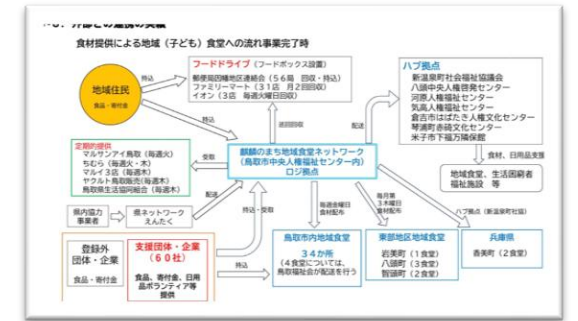 食材提供による地域（子ども）食堂への流れ事業完了時
地域住民
食品・寄付金
持込
フードドライブ（フードボックス設置）
郵便局因幡地区連絡会（５６局　回収・持込）
ファミリーマート（３１店　月２回回収）
イオン（３店　毎週火曜日回収）
ハブ拠点
新温泉町社会福祉協議会
八頭中央人権啓発センター
河原人権福祉センター
気高人権福祉センター
倉吉市はばたき人権文化センター
琴浦町赤碕文化センター
米子市下福万隣保館
持込
巡回回収
配送
定期的提供
マルサンアイ鳥取（毎週火）
ちむら（毎週火・木）
マルイ３店（毎週木）
ヤクルト鳥取販売（毎週木）
鳥取県生活協同組合（毎週木）
受取
麒麟のまち地域食堂ネットワーク
（鳥取市中央人権福祉センター内）
ロジ拠点
食材、日用品支援
地域食堂、生活困窮者
福祉施設　等
県内協力
事業者
県ネットワーク
えんたく
配送
持込・受取
毎週金曜日
食材配布
毎月第
３木曜日
食材配布
ハブ拠点（新温泉町社協）
登録外
団体・企業
食品・寄付金
支援団体・企業
（６０社）
食品、寄付金、日用
品ボランティア等
提供
持込
鳥取市内地域食堂
３４か所
（４食堂については、
鳥取福祉会が配送を行う
東部地区地域食堂
岩美町（１食堂）
八頭町（３食堂）
智頭町（２食堂）
兵庫県
香美町（２食堂）